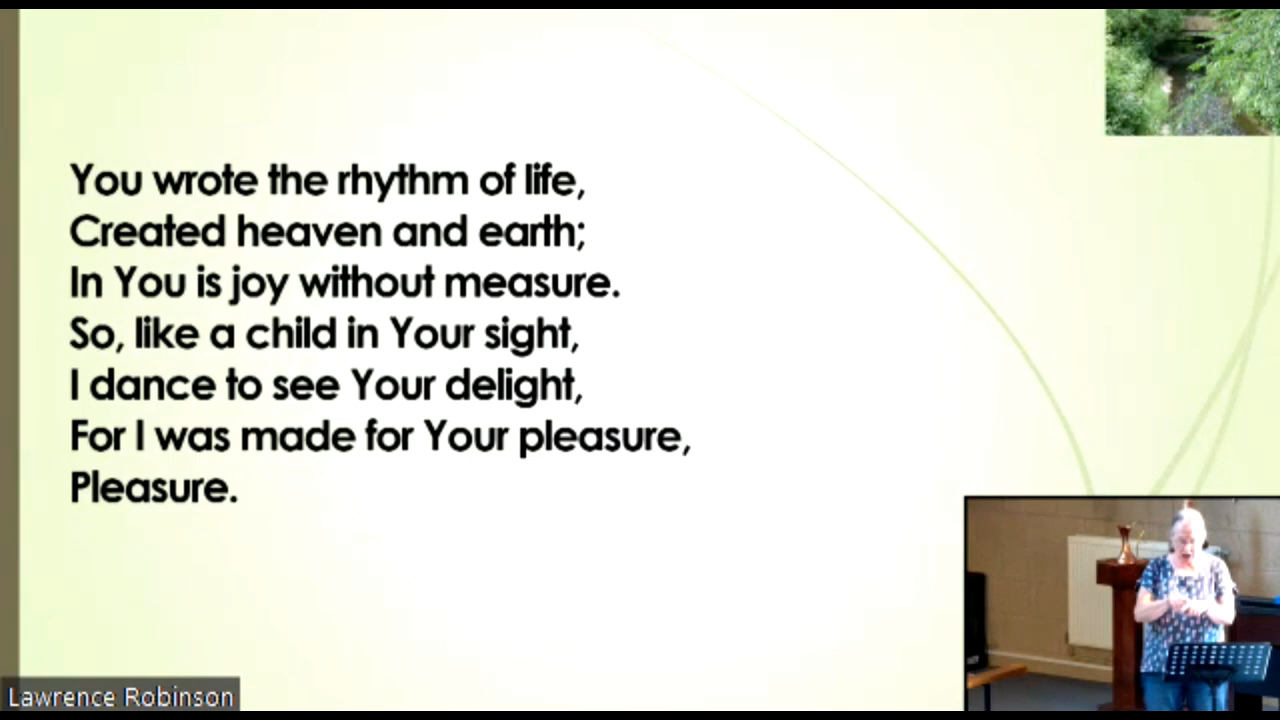 You wrote the rhythm of life,
Created heaven and earth;
In You is joy without measure.
So, like a child in Your sight,
I dance to see Your delight,
For I was made for Your pleasure,
Pleasure.
Lawrence Robinson